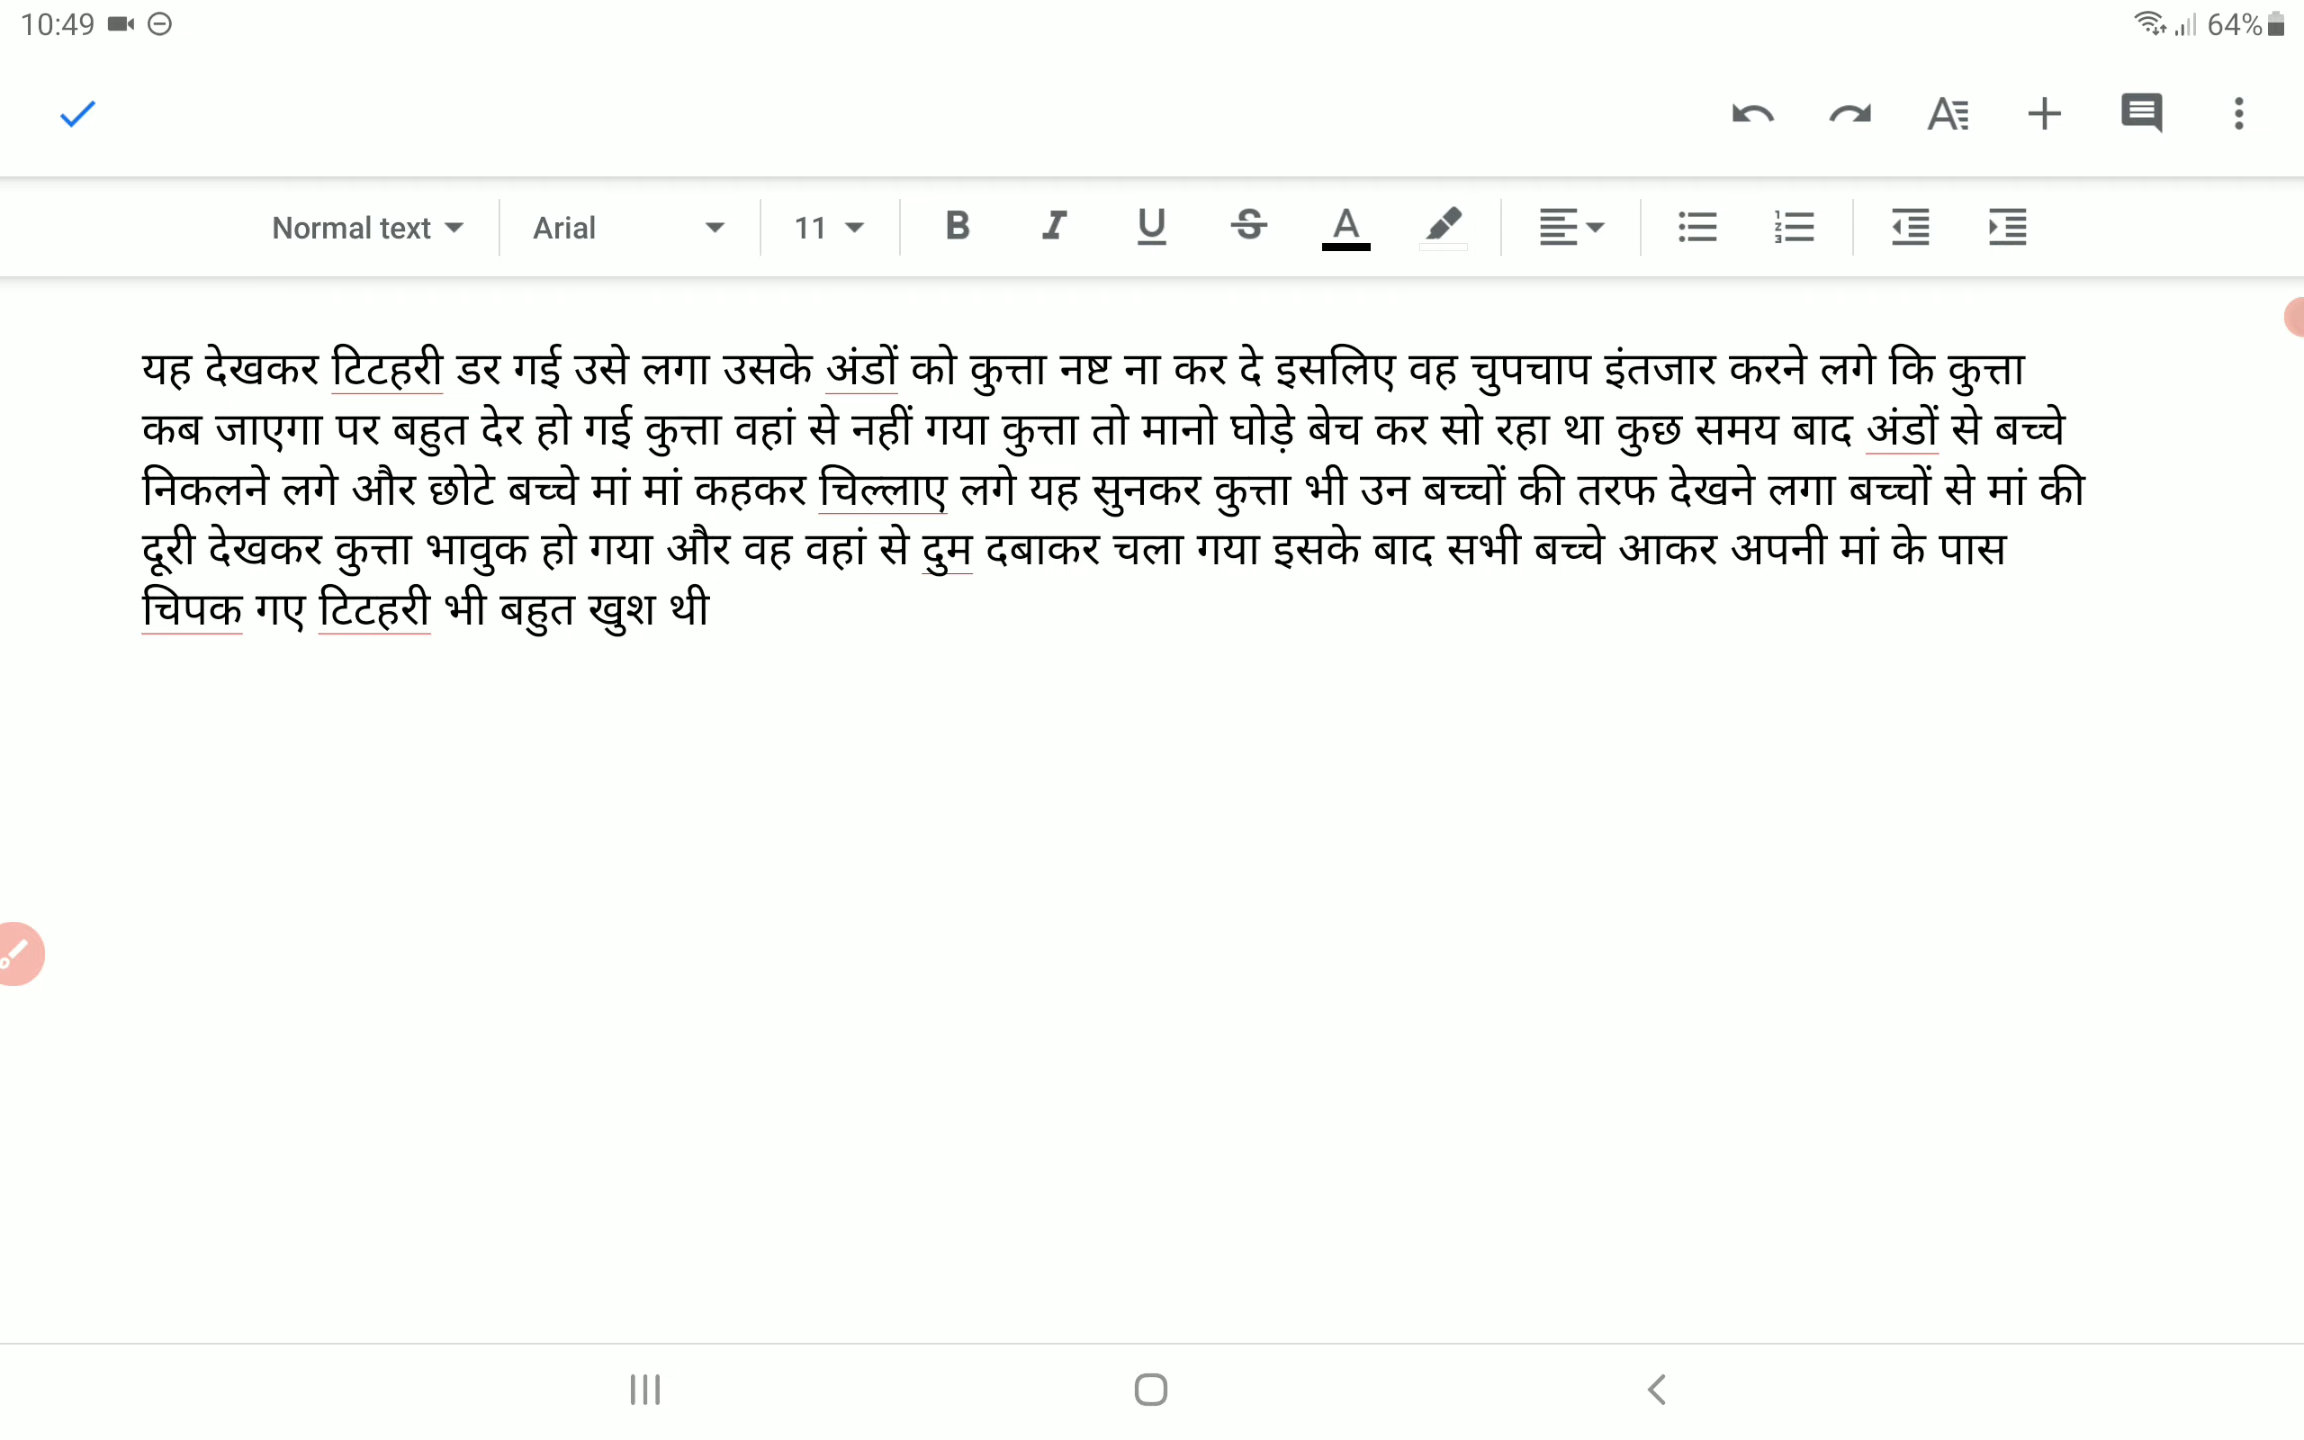 10:49
64%
Normal text
Arial
11
यह देखकर टिटहरी डर गई उसे लगा उसके अंडों को कुत्ता नष्ट ना कर दे इसलिए वह चुपचाप इंतजार करने लगे कि कुत्ता
कब जाएगा पर बहुत देर हो गई कुत्ता वहां से नहीं गया कुत्ता तो मानो घोड़े बेच कर सो रहा था कुछ समय बाद अंडों से बच्चे
निकलने लगे और छोटे बच्चे मां मां कहकर चिल्लाए लगे यह सुनकर कुत्ता भी उन बच्चों की तरफ देखने लगा बच्चों से मां की
दूरी देखकर कुत्ता भावुक हो गया और वह वहां से दुम दबाकर चला गया इसके बाद सभी बच्चे आकर अपनी मां के पास
चिपक गए टिटहरी भी बहुत खुश थी